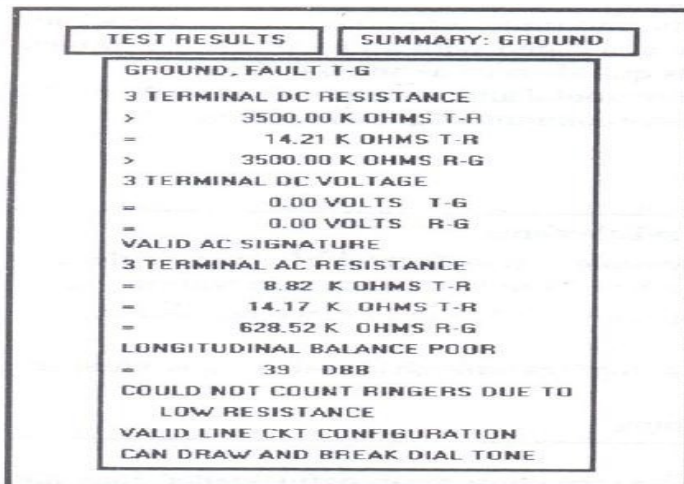 TEST RESULTS
SUMMARY: GROUND
GROUND, FAULT T-G
3 TERMINAL DC RESISTANCE
> 3500.00 K OHMS T-R
= 14.21 K OHMS T-R
> 3500.00 K OHMS R-G
3 TERMINAL DC VOLTAGE
= 0.00 VOLTS T-G
= 0.00 VOLTS R-G
VALID AC SIGNATURE
3 TERMINAL AC RESISTANCE
= 8.82 K OHMS T-R
= 14.17 K OHMS T-R
= 628.52 K OHMS R-G
LONGITUDINAL BALANCE POOR
= 39 DBB
COULD NOT COUNT RINGERS DUE TO
LOW RESISTANCE
VALID LINE CKT CONFIGURATION
CAN DRAW AND BREAK DIAL TONE